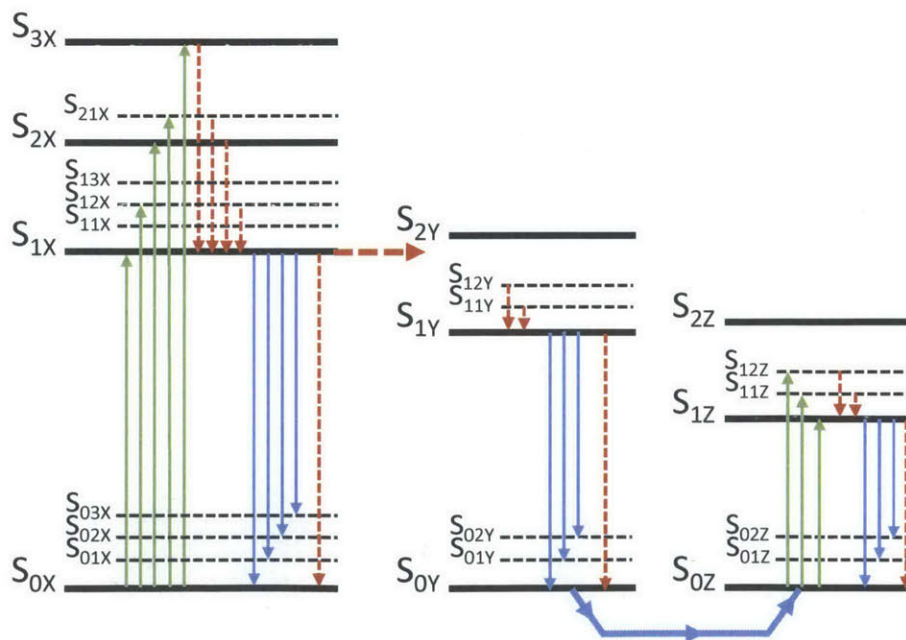 S3X
S21X
S2X
S13X
S12X
S11X
S1X
S03X
S02X
S01X
S0X
S2Y
S12Y
S11Y
S1Y
S02Y
S01Y
S0Y
S2Z
S12Z
S11Z
S1Z
S02Z
S01Z
S0Z